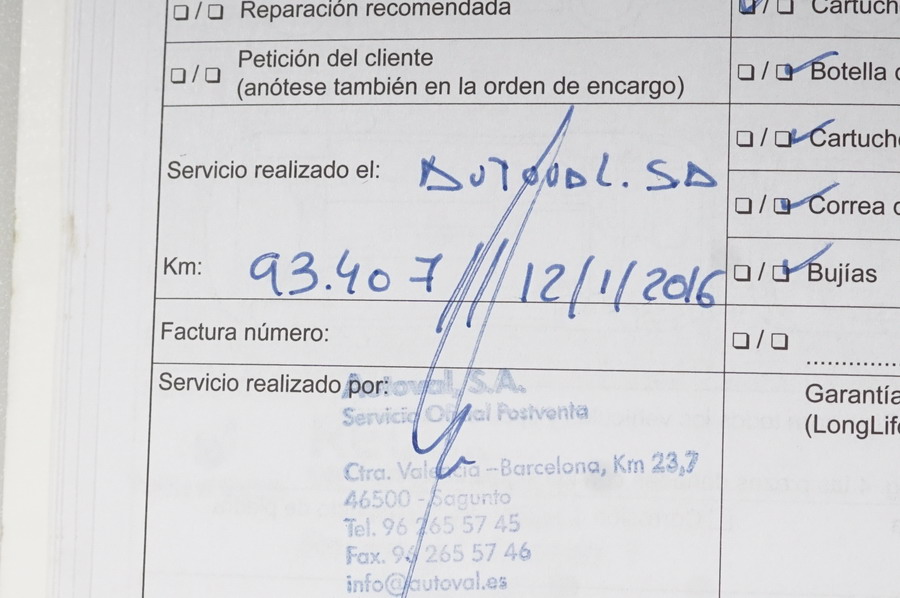 ❏ / ❏ Reparación recomendada
❏ / ❏ Petición del cliente
(anótese también en la orden de encargo)
Servicio realizado el: AUTOVAL. SA
Km: 93.407 /// 12/1/2016
Factura número:
Servicio realizado por:
Autoval, S.A.
Servicio Oficial Postventa
Ctra. Valencia - Barcelona, Km 23,7
46500 - Sagunto
Tel. 96 265 57 45
Fax. 96 265 57 46
info@autoval.es
❏ / ❏ Cartuch
❏ / ❏ Botella
❏ / ❏ Cartuch
❏ / ❏ Correa
❏ / ❏ Bujías
❏ / ❏ ..............
Garantía
(LongLif